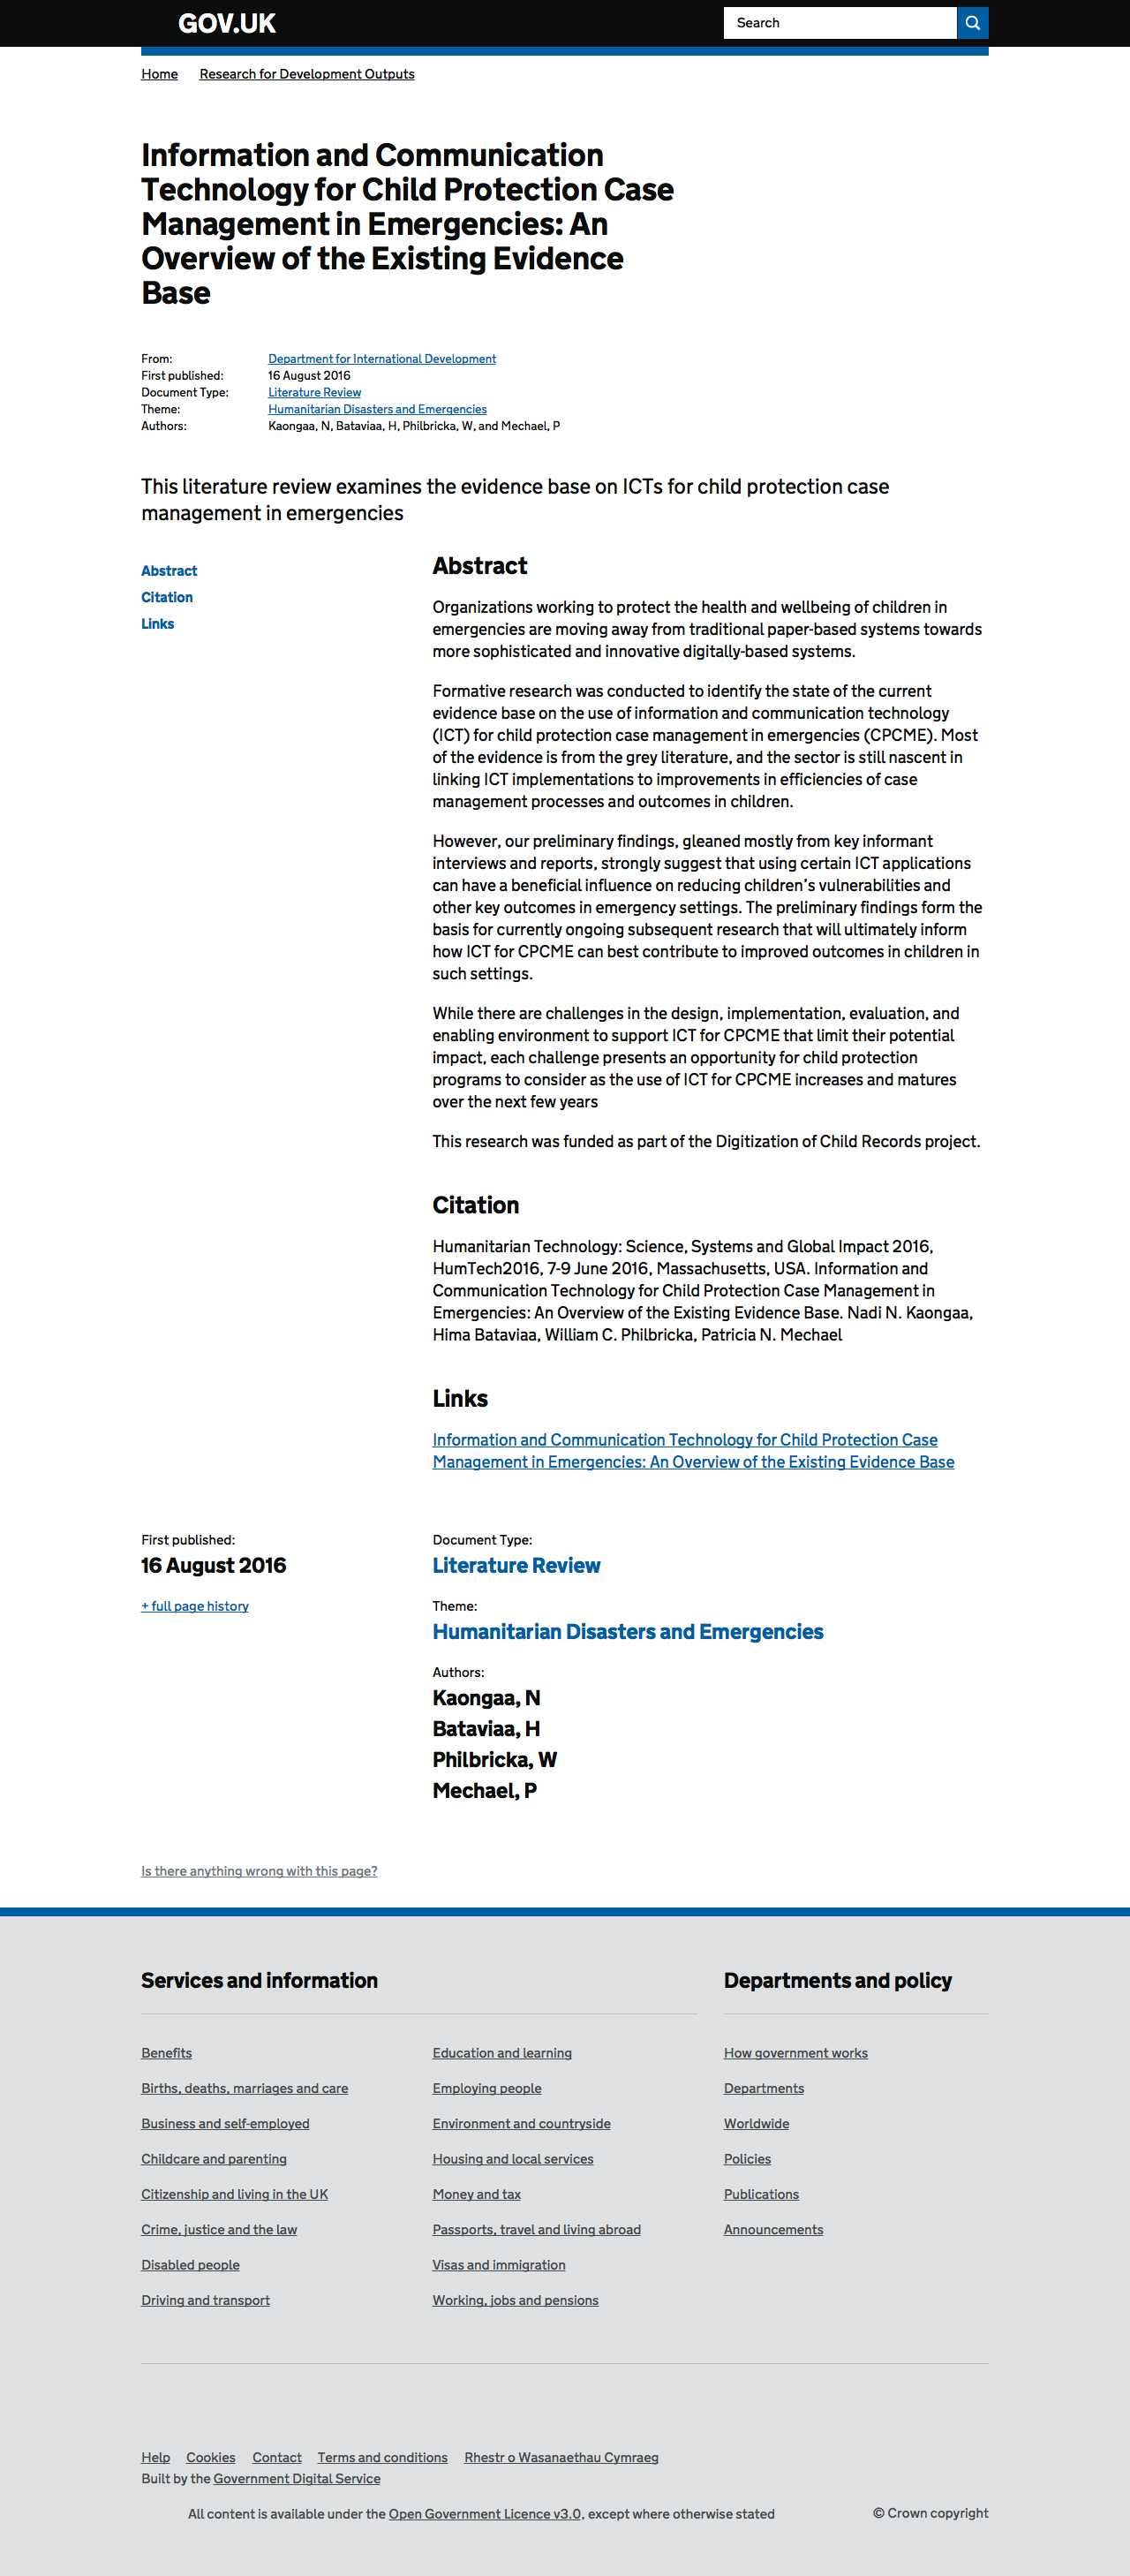 GOV.UK
Search
Home
Research for Development Outputs
Information and Communication
Technology for Child Protection Case
Management in Emergencies: An
Overview of the Existing Evidence
Base
From: Department for International Development
First published: 16 August 2016
Document Type: Literature Review
Theme: Humanitarian Disasters and Emergencies
Authors: Kaongaa, N, Bataviaa, H, Philbricka, W, and Mechael, P
This literature review examines the evidence base on ICTs for child protection case
management in emergencies
Abstract
Citation
Links
Abstract
Organizations working to protect the health and wellbeing of children in
emergencies are moving away from traditional paper-based systems towards
more sophisticated and innovative digitally-based systems.
Formative research was conducted to identify the state of the current
evidence base on the use of information and communication technology
(ICT) for child protection case management in emergencies (CPCME). Most
of the evidence is from the grey literature, and the sector is still nascent in
linking ICT implementations to improvements in efficiencies of case
management processes and outcomes in children.
However, our preliminary findings, gleaned mostly from key informant
interviews and reports, strongly suggest that using certain ICT applications
can have a beneficial influence on reducing children’s vulnerabilities and
other key outcomes in emergency settings. The preliminary findings form the
basis for currently ongoing subsequent research that will ultimately inform
how ICT for CPCME can best contribute to improved outcomes in children in
such settings.
While there are challenges in the design, implementation, evaluation, and
enabling environment to support ICT for CPCME that limit their potential
impact, each challenge presents an opportunity for child protection
programs to consider as the use of ICT for CPCME increases and matures
over the next few years
This research was funded as part of the Digitization of Child Records project.
Citation
Humanitarian Technology: Science, Systems and Global Impact 2016,
HumTech2016, 7-9 June 2016, Massachusetts, USA. Information and
Communication Technology for Child Protection Case Management in
Emergencies: An Overview of the Existing Evidence Base. Nadi N. Kaongaa,
Hima Bataviaa, William C. Philbricka, Patricia N. Mechael
Links
Information and Communication Technology for Child Protection Case
Management in Emergencies: An Overview of the Existing Evidence Base
First published:
16 August 2016
+ full page history
Document Type:
Literature Review
Theme:
Humanitarian Disasters and Emergencies
Authors:
Kaongaa, N
Bataviaa, H
Philbricka, W
Mechael, P
Is there anything wrong with this page?
Services and information
Benefits
Births, deaths, marriages and care
Business and self-employed
Childcare and parenting
Citizenship and living in the UK
Crime, justice and the law
Disabled people
Driving and transport
Education and learning
Employing people
Environment and countryside
Housing and local services
Money and tax
Passports, travel and living abroad
Visas and immigration
Working, jobs and pensions
Departments and policy
How government works
Departments
Worldwide
Policies
Publications
Announcements
Help Cookies Contact Terms and conditions Rhestr o Wasanaethau Cymraeg
Built by the Government Digital Service
All content is available under the Open Government Licence v3.0, except where otherwise stated
© Crown copyright